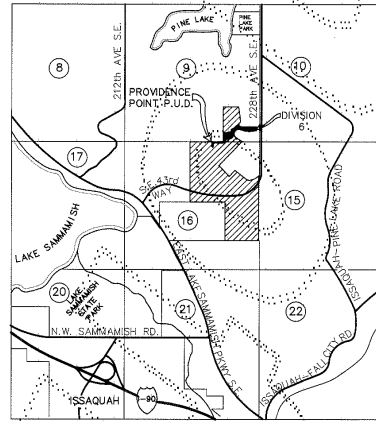 PINE LAKE
PINE
LAKE
PARK
8
9
10
212th AVE S.E.
228th AVE S.E.
PROVIDENCE
POINT, P.U.D.
DIVISION
6
17
S.E. 43rd
WAY
16
15
LAKE SAMMAMISH
EAST LAKE SAMMAMISH PKWY S.E.
ISSAQUAH-PINE LAKE ROAD
20
LAKE
SAMMAMISH
STATE
PARK
21
22
N.W. SAMMAMISH RD.
ISSAQUAH-FALL CITY RD.
ISSAQUAH
I-90